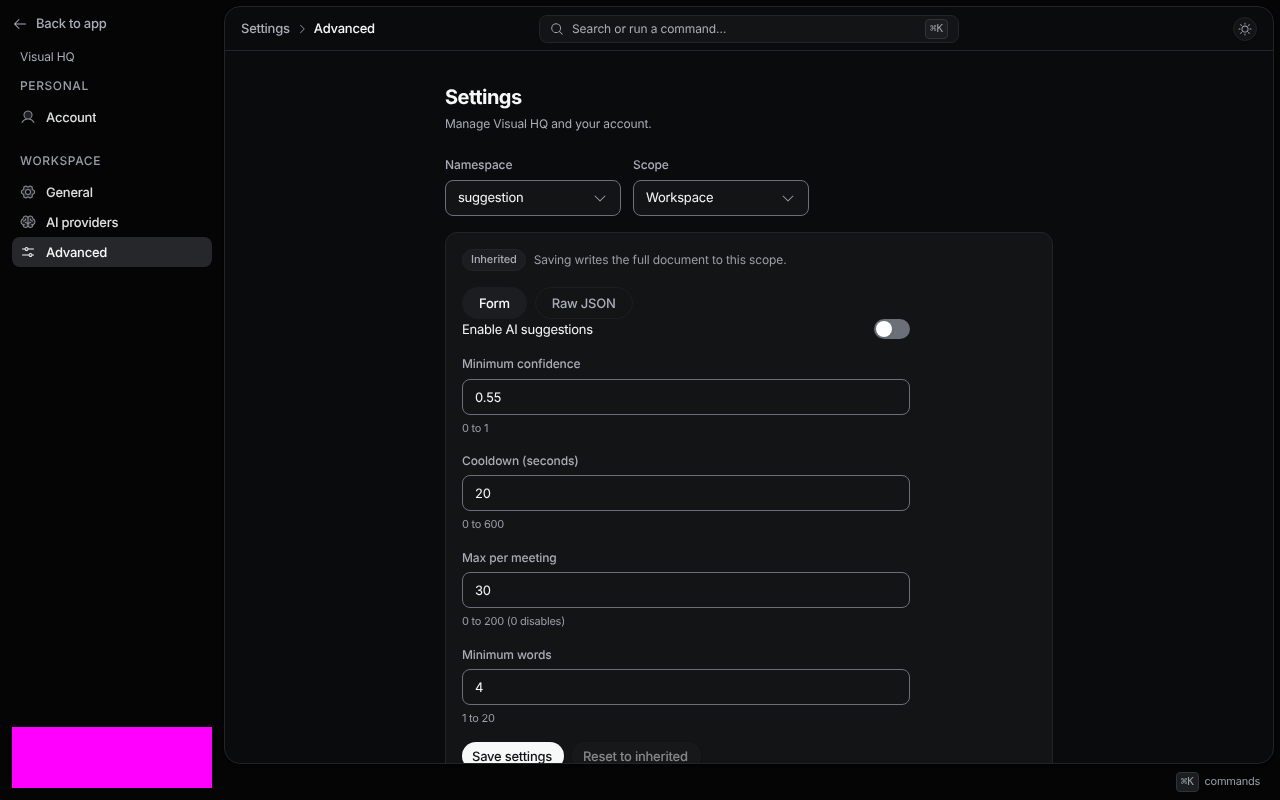 Back to app
Visual HQ
PERSONAL
Account
WORKSPACE
General
AI providers
Advanced
Settings > Advanced
Search or run a command... ⌘K
Settings
Manage Visual HQ and your account.
Namespace Scope
suggestion Workspace
Inherited Saving writes the full document to this scope.
Form Raw JSON
Enable AI suggestions
Minimum confidence
0.55
0 to 1
Cooldown (seconds)
20
0 to 600
Max per meeting
30
0 to 200 (0 disables)
Minimum words
4
1 to 20
Save settings Reset to inherited
⌘K commands